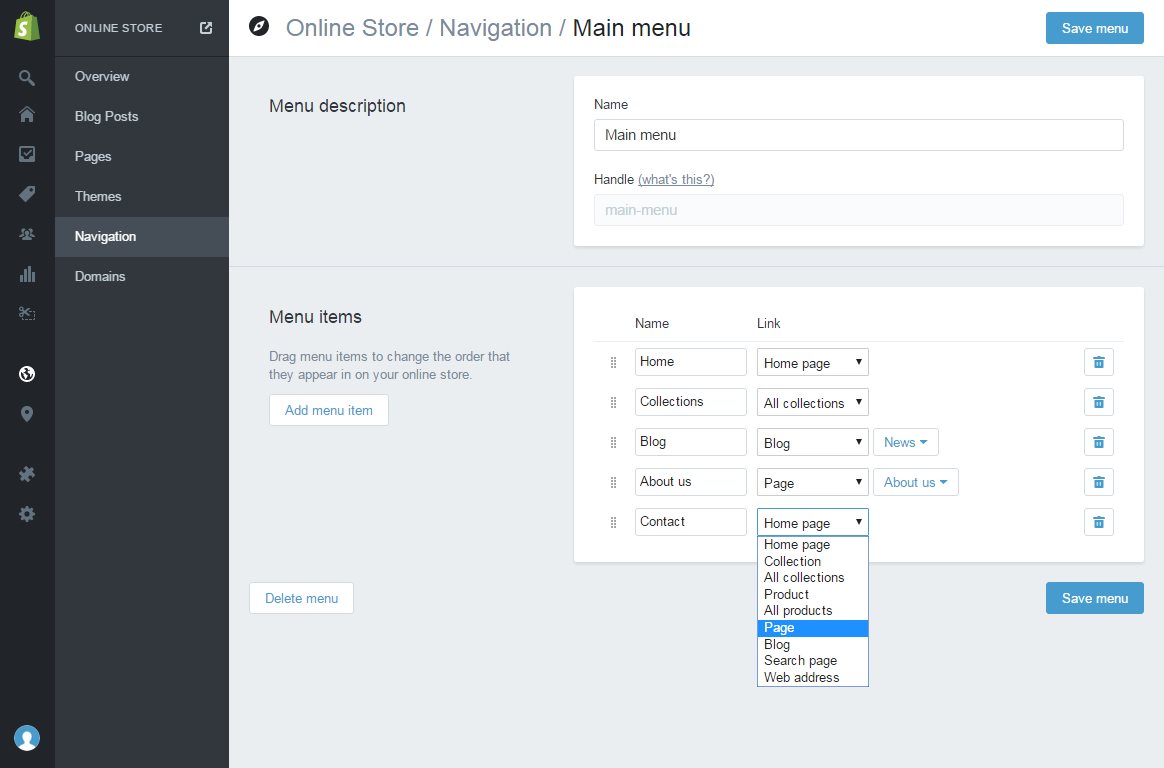 ONLINE STORE
Overview
Blog Posts
Pages
Themes
Navigation
Domains
Online Store / Navigation / Main menu
Save menu
Menu description
Name
Main menu
Handle (what's this?)
main-menu
Menu items
Drag menu items to change the order that
they appear in on your online store.
Add menu item
Name Link
Home Home page
Collections All collections
Blog Blog News
About us Page About us
Contact Home page
Home page
Collection
All collections
Product
All products
Page
Blog
Search page
Web address
Delete menu
Save menu